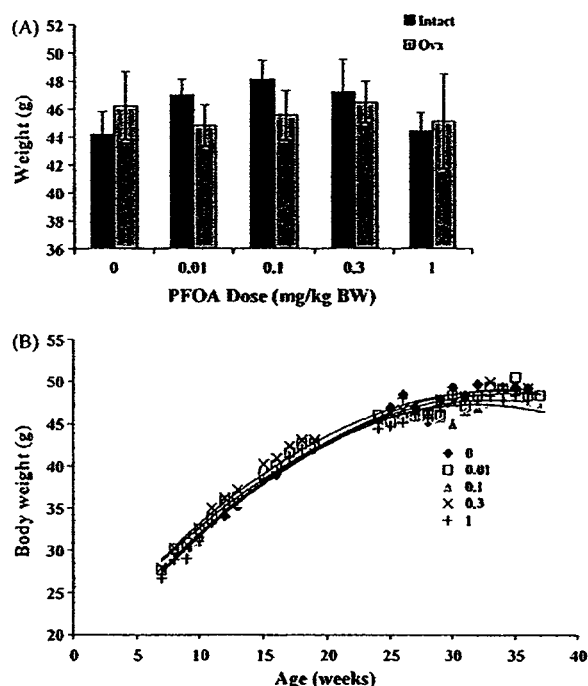 (A)
52
50
48
46
44
42
40
38
36
Weight (g)
Intact
Ovx
0 0.01 0.1 0.3 1
PFOA Dose (mg/kg BW)
(B)
55
50
45
40
35
30
25
20
Body weight (g)
0
0.01
0.1
0.3
1
0 5 10 15 20 25 30 35 40
Age (weeks)